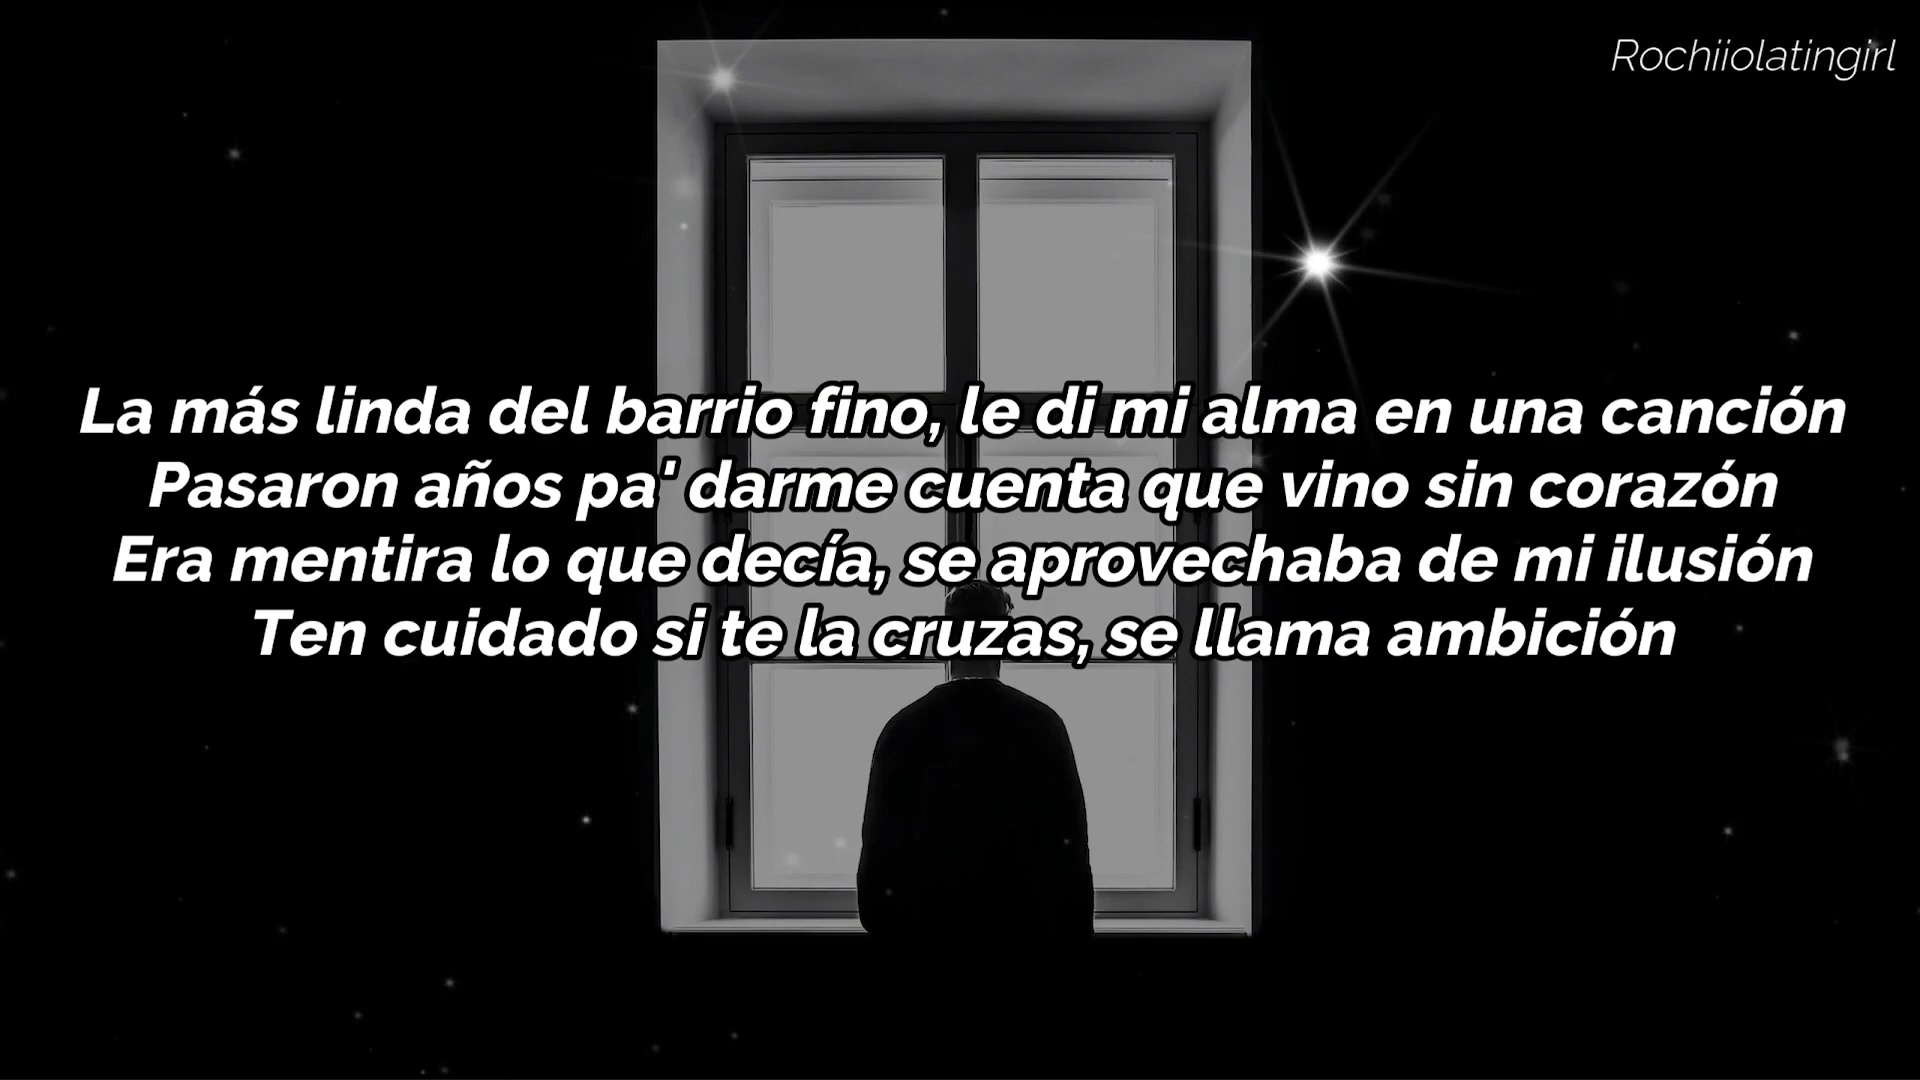 Rochiiolatingirl
La más linda del barrio fino, le di mi alma en una canción
Pasaron años pa' darme cuenta que vino sin corazón
Era mentira lo que decía, se aprovechaba de mi ilusión
Ten cuidado si te la cruzas, se llama ambición